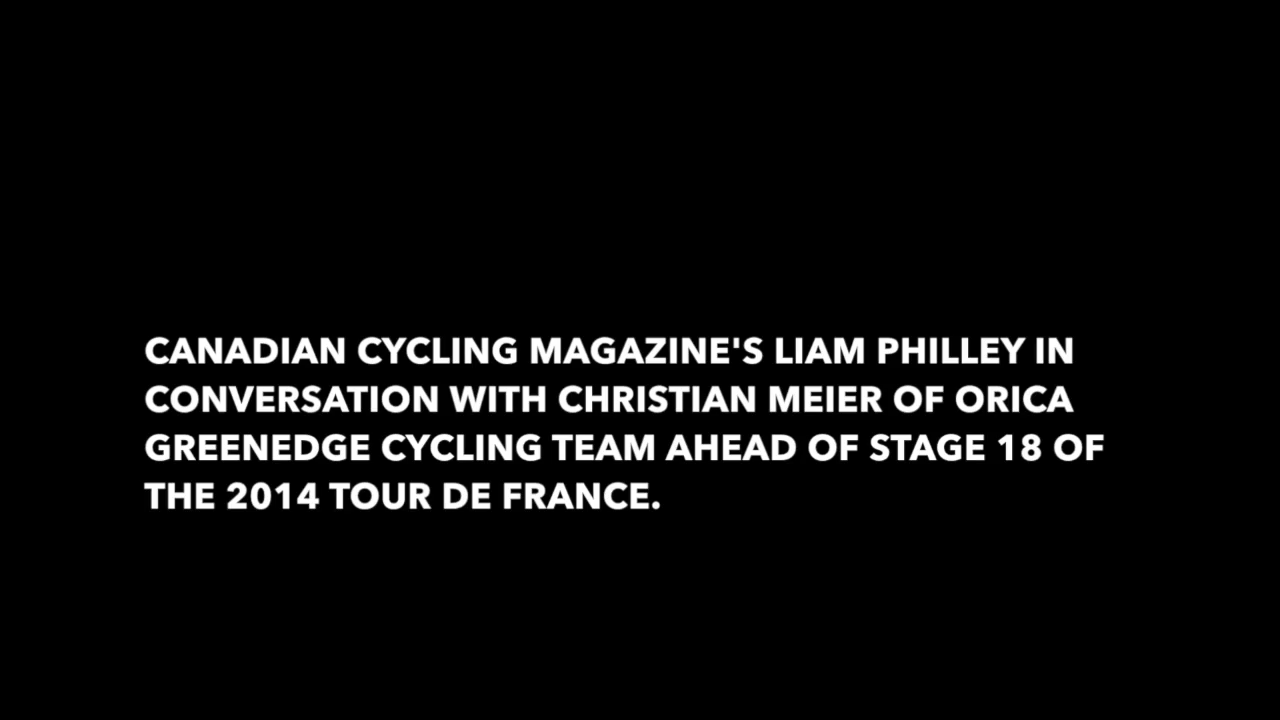 CANADIAN CYCLING MAGAZINE'S LIAM PHILLEY IN
CONVERSATION WITH CHRISTIAN MEIER OF ORICA
GREENEDGE CYCLING TEAM AHEAD OF STAGE 18 OF
THE 2014 TOUR DE FRANCE.